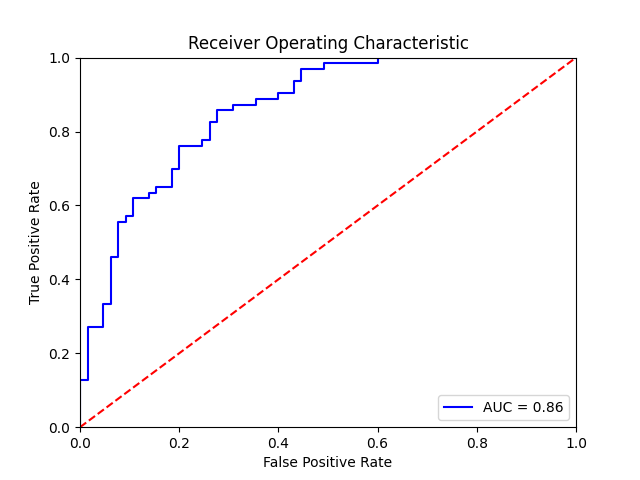 Receiver Operating Characteristic
True Positive Rate
1.0
0.8
0.6
0.4
0.2
0.0
AUC = 0.86
0.0 0.2 0.4 0.6 0.8 1.0
False Positive Rate